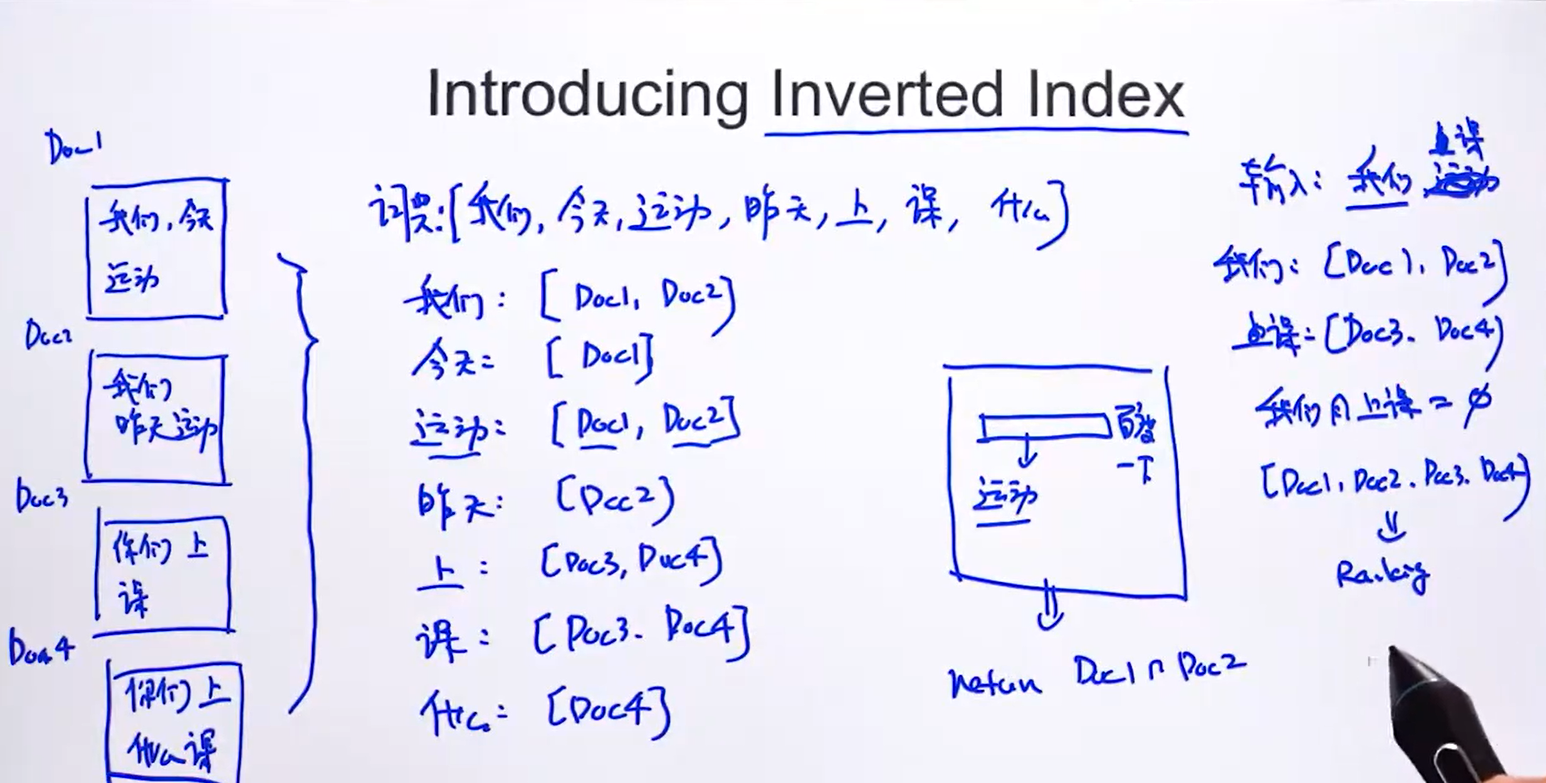 Introducing Inverted Index
Doc1
我们, 今天
运动
Doc2
我们
昨天运动
Doc3
你们 上
课
Doc4
你们 上
什么 课
词典:[我们, 今天, 运动, 昨天, 上, 课, 什么]
我们: [Doc1, Doc2]
今天: [Doc1]
运动: [Doc1, Doc2]
昨天: [Doc2]
上: [Doc3, Doc4]
课: [Doc3. Doc4]
什么: [Doc4]
百度
一下
运动
return Doc1 ∩ Doc2
上课
输入: 我们 运动
我们: [Doc1, Doc2]
上课: [Doc3. Doc4]
我们 ∩ 上课 = ∅
[Doc1, Doc2. Doc3. Doc4]
Ranking